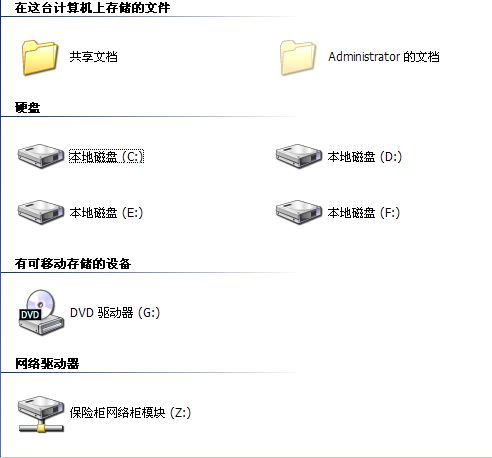 在这台计算机上存储的文件
共享文档
Administrator 的文档
硬盘
本地磁盘 (C:)
本地磁盘 (D:)
本地磁盘 (E:)
本地磁盘 (F:)
有可移动存储的设备
DVD
DVD 驱动器 (G:)
网络驱动器
保险柜网络柜模块 (Z:)